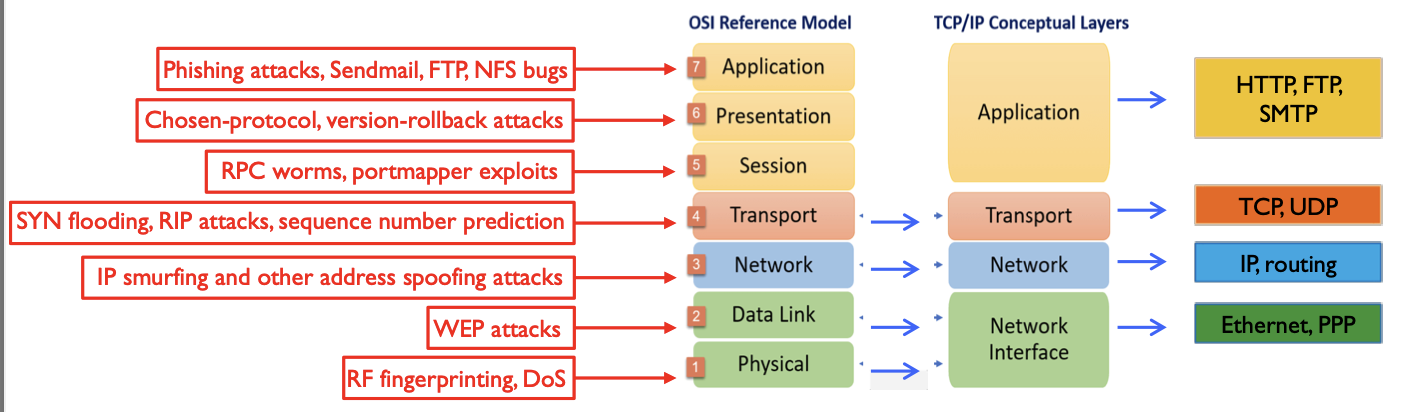 OSI Reference Model
TCP/IP Conceptual Layers
Phishing attacks, Sendmail, FTP, NFS bugs
7
Application
Chosen-protocol, version-rollback attacks
6
Presentation
RPC worms, portmapper exploits
5
Session
Application
HTTP, FTP,
SMTP
SYN flooding, RIP attacks, sequence number prediction
4
Transport
Transport
TCP, UDP
IP smurfing and other address spoofing attacks
3
Network
Network
IP, routing
WEP attacks
2
Data Link
RF fingerprinting, DoS
1
Physical
Network
Interface
Ethernet, PPP